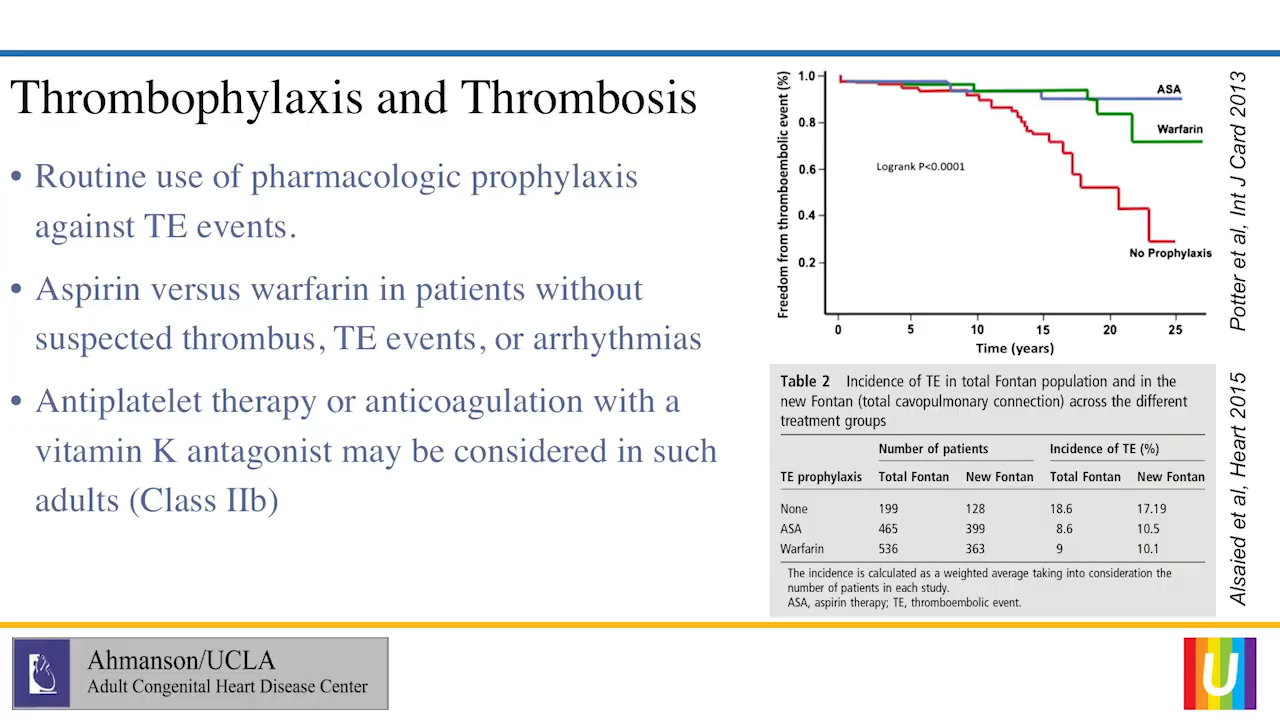 Thrombophylaxis and Thrombosis
• Routine use of pharmacologic prophylaxis
against TE events.
• Aspirin versus warfarin in patients without
suspected thrombus, TE events, or arrhythmias
• Antiplatelet therapy or anticoagulation with a
vitamin K antagonist may be considered in such
adults (Class IIb)
Freedom from thromboembolic event (%)
1.0
0.8
0.6
0.4
0.2
ASA
Warfarin
Logrank P<0.0001
No Prophylaxis
0 5 10 15 20 25
Time (years)
Potter et al, Int J Card 2013
Table 2 Incidence of TE in total Fontan population and in the
new Fontan (total cavopulmonary connection) across the different
treatment groups
Number of patients Incidence of TE (%)
TE prophylaxis Total Fontan New Fontan Total Fontan New Fontan
None 199 128 18.6 17.19
ASA 465 399 8.6 10.5
Warfarin 536 363 9 10.1
The incidence is calculated as a weighted average taking into consideration the
number of patients in each study.
ASA, aspirin therapy; TE, thromboembolic event.
Alsaied et al, Heart 2015
Ahmanson/UCLA
Adult Congenital Heart Disease Center
U